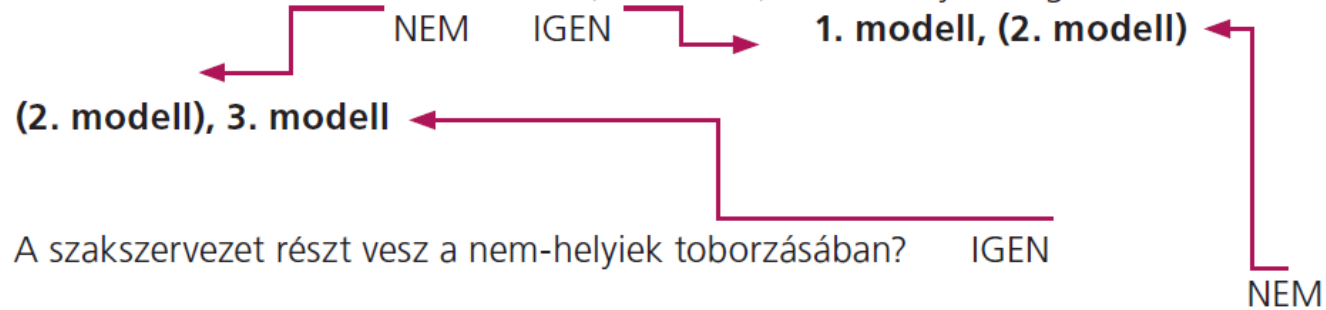 NEM IGEN 1. modell, (2. modell)
(2. modell), 3. modell
A szakszervezet részt vesz a nem-helyiek toborzásában? IGEN
NEM